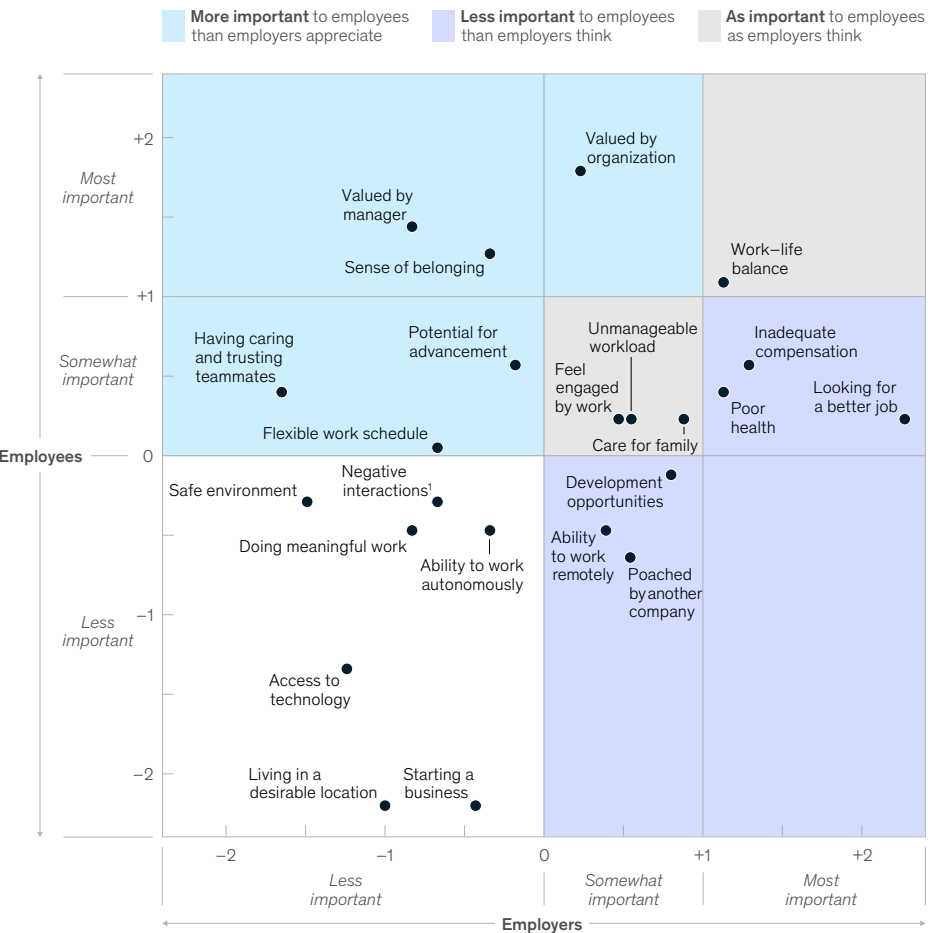 More important to employees
than employers appreciate
Less important to employees
than employers think
As important to employees
as employers think
+2
Most
important
+1
Somewhat
important
Employees
0
Less
important
−1
−2
Valued by
organization
Valued by
manager
Sense of belonging
Work–life
balance
Having caring
and trusting
teammates
Potential for
advancement
Flexible work schedule
Unmanageable
workload
Feel
engaged
by work
Care for family
Inadequate
compensation
Poor
health
Looking for
a better job
Safe environment
Negative
interactions¹
Doing meaningful work
Ability to work
autonomously
Development
opportunities
Ability
to work
remotely
Poached
by another
company
Access to
technology
Living in a
desirable location
Starting a
business
−2
−1
0
+1
+2
Less
important
Somewhat
important
Most
important
Employers